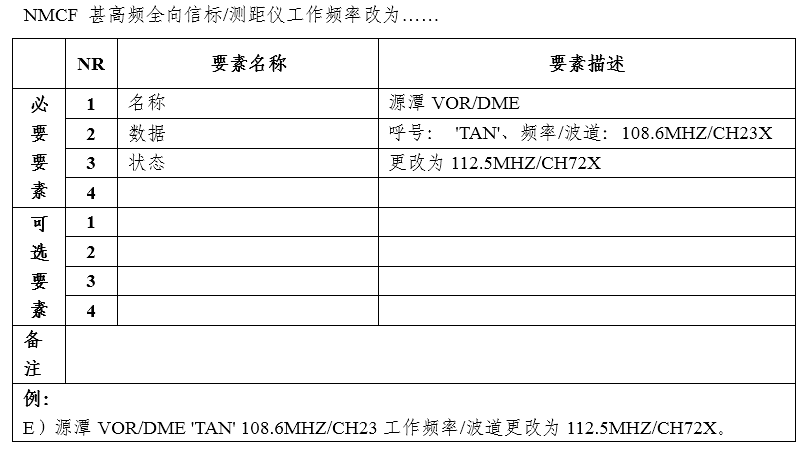 NMCF 甚高频全向信标/测距仪工作频率改为……
NR 要素名称 要素描述
必要要素
1 名称 源潭 VOR/DME
2 数据 呼号： 'TAN'、频率/波道：108.6MHZ/CH23X
3 状态 更改为 112.5MHZ/CH72X
4
可选要素
1
2
3
4
备注
例：
E）源潭 VOR/DME 'TAN' 108.6MHZ/CH23 工作频率/波道更改为 112.5MHZ/CH72X。